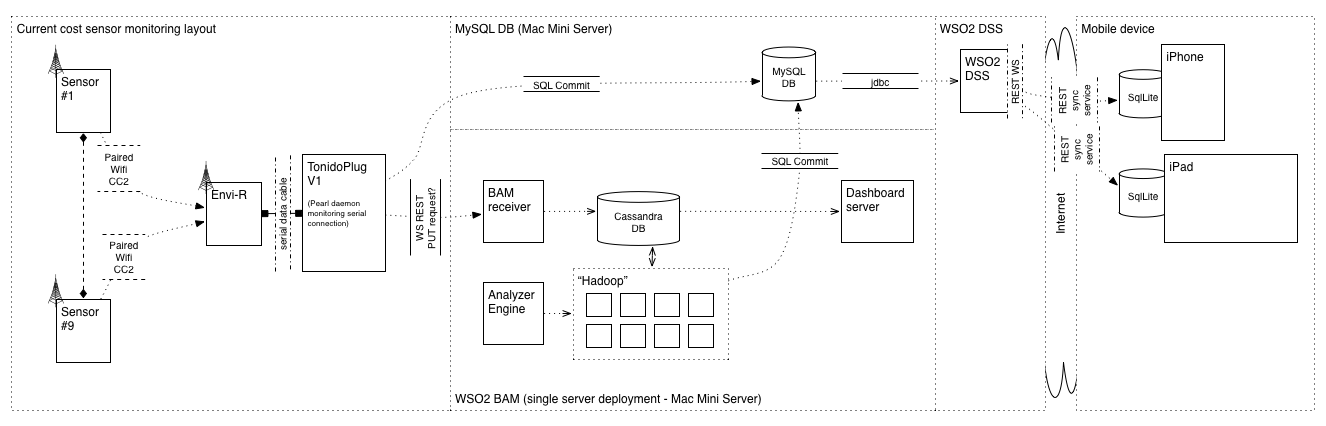 Current cost sensor monitoring layout
Sensor
#1
Paired
Wifi
CC2
Envi-R
Paired
Wifi
CC2
Sensor
#9
serial data cable
TonidoPlug
V1
(Pearl daemon
monitoring serial
connection)
WS REST
PUT request?
MySQL DB (Mac Mini Server)
SQL Commit
MySQL
DB
jdbc
SQL Commit
BAM
receiver
Cassandra
DB
Dashboard
server
Analyzer
Engine
“Hadoop”
WSO2 BAM (single server deployment - Mac Mini Server)
WSO2 DSS
WSO2
DSS
REST WS
REST
sync
service
REST
sync
service
Internet
Mobile device
iPhone
SqlLite
iPad
SqlLite